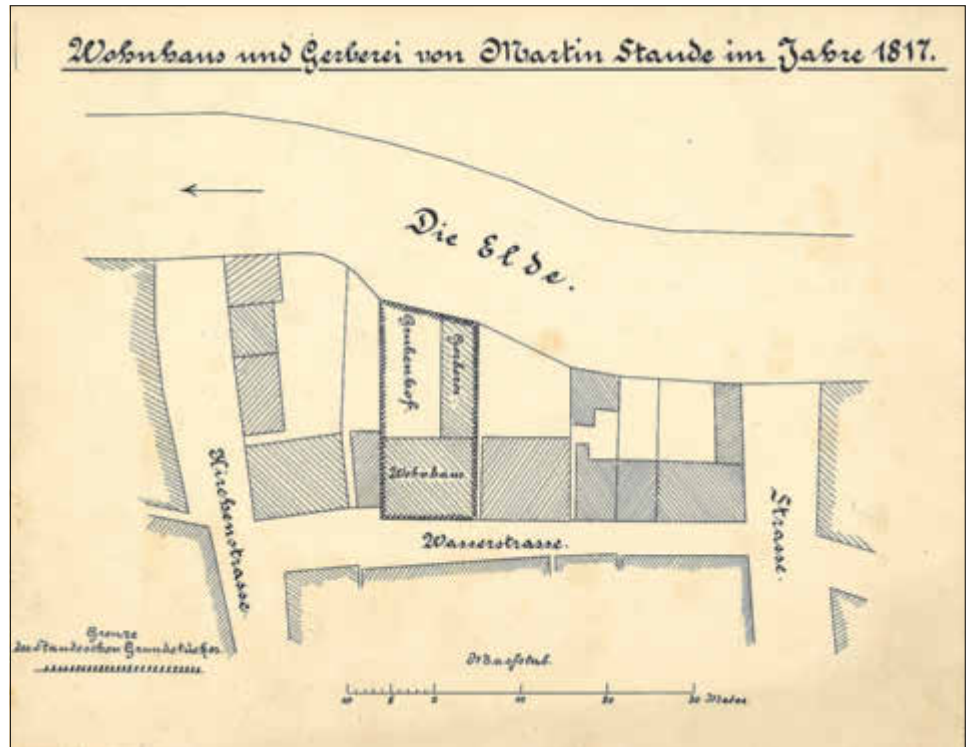 Wohnhaus und Gerberei von Martin Staude im Jahre 1817.
Die Elde.
Grubenhof.
Gerberei.
Wohnhaus
Kirchenstrasse.
Wasserstrasse.
Strasse.
Grenze
des Staudeschen Grundstückes
Maßstab.
10 5 0 10 20 30 Meter